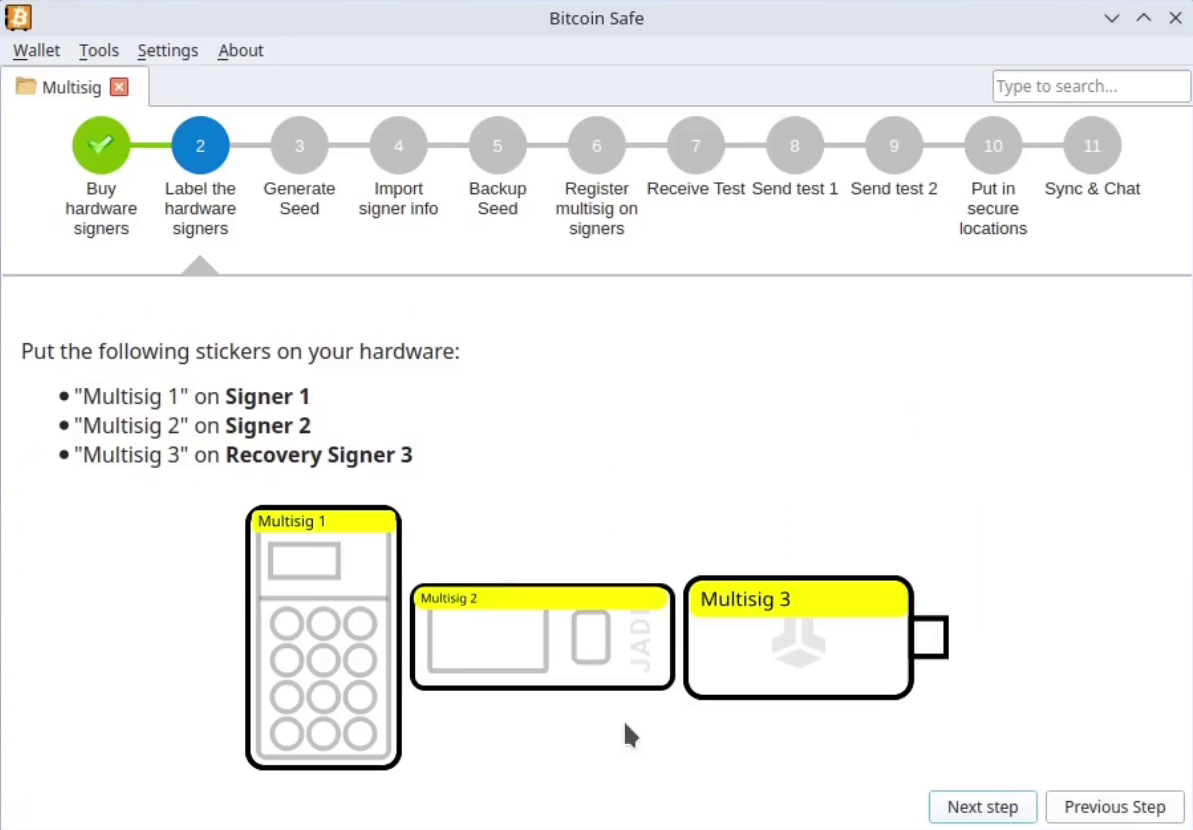 Bitcoin Safe
Wallet Tools Settings About
Multisig
Type to search...
2 3 4 5 6 7 8 9 10 11
Buy hardware signers
Label the hardware signers
Generate Seed
Import signer info
Backup Seed
Register multisig on signers
Receive Test
Send test 1
Send test 2
Put in secure locations
Sync & Chat
Put the following stickers on your hardware:
"Multisig 1" on Signer 1
"Multisig 2" on Signer 2
"Multisig 3" on Recovery Signer 3
Multisig 1
Multisig 2
JADE
Multisig 3
Next step Previous Step